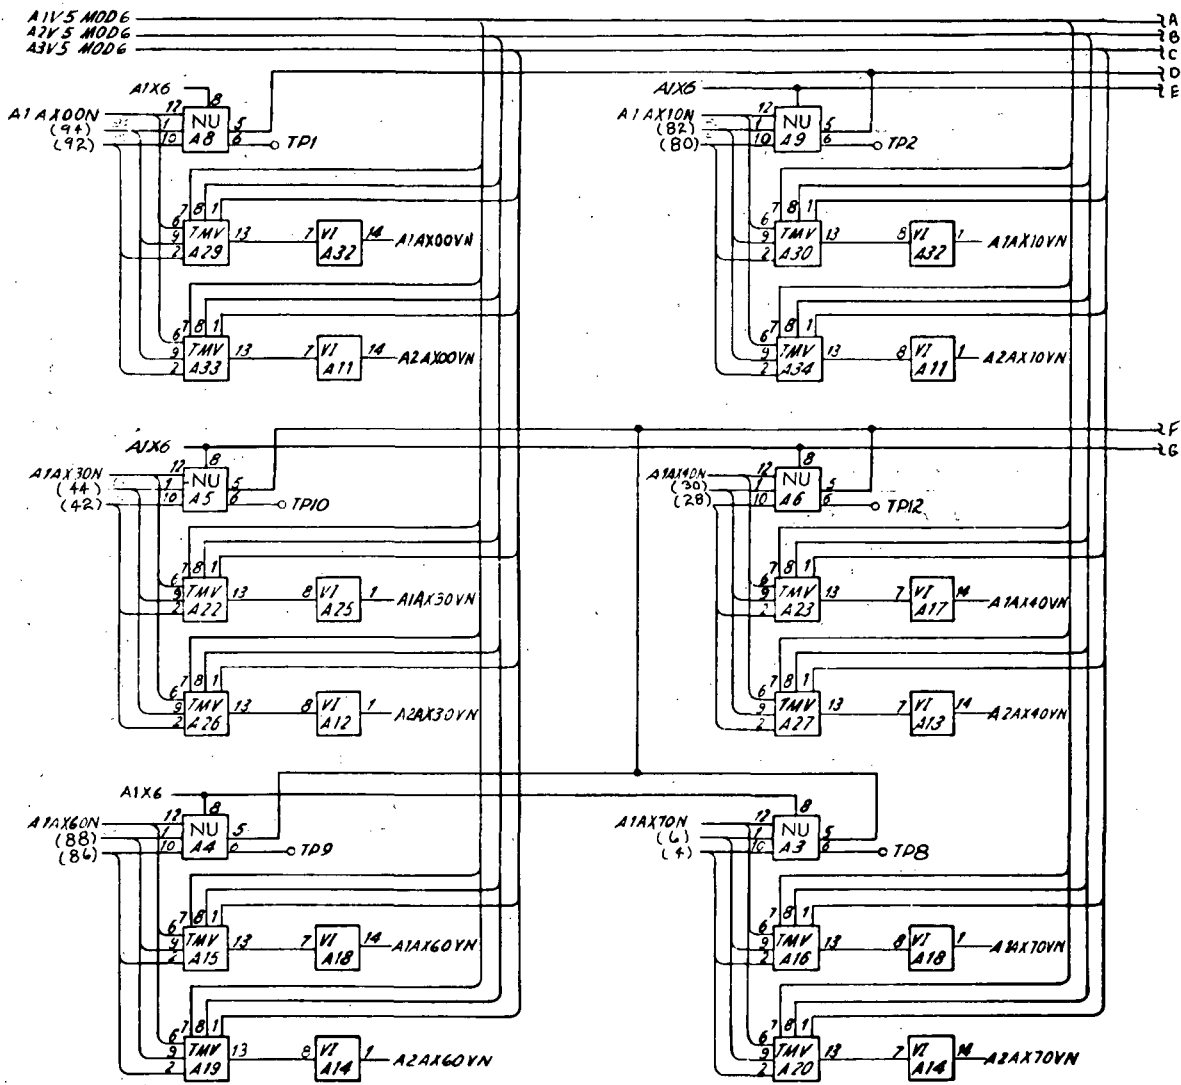 A1V5 MOD6 A
A2V5 MOD6 B
A3V5 MOD6 C
D
A1X6 8 A1X6 8 E
A1AX00N 12 NU 5 A1AX10N 12 NU 5
(94) 1 A8 6 TP1 (82) 1 A9 6 TP2
(92) 10 (80) 10
7 8 1 7 8 1
6 TMV 13 7 VI 14 A1AX00VN 6 TMV 13 8 VI 1 A1AX10VN
9 A29 A32 9 A30 A32
2 2
7 8 1 7 8 1
6 TMV 13 7 VI 14 A2AX00VN 6 TMV 13 8 VI 1 A2AX10VN
9 A33 A11 9 A34 A11
2 2
F
A1X6 8 A1X6 8 G
A1AX30N 12 NU 5 A1AX40N 12 NU 5
(44) 1 A5 6 TP10 (30) 1 A6 6 TP12
(42) 10 (28) 10
7 8 1 7 8 1
6 TMV 13 8 VI 1 A1AX30VN 6 TMV 13 7 VI 14 A1AX40VN
9 A22 A25 9 A23 A17
2 2
7 8 1 7 8 1
6 TMV 13 8 VI 1 A2AX30VN 6 TMV 13 7 VI 14 A2AX40VN
9 A26 A12 9 A27 A13
2 2
A1X6 8 8
A1AX60N 12 NU 5 A1AX70N 12 NU 5
(88) 1 A4 6 TP9 (6) 1 A3 6 TP8
(86) 10 (4) 10
7 8 1 7 8 1
6 TMV 13 7 VI 14 A1AX60VN 6 TMV 13 8 VI 1 A1AX70VN
9 A15 A18 9 A16 A18
2 2
7 8 1 7 8 1
6 TMV 13 8 VI 1 A2AX60VN 6 TMV 13 7 VI 14 A2AX70VN
9 A19 A14 9 A20 A14
2 2